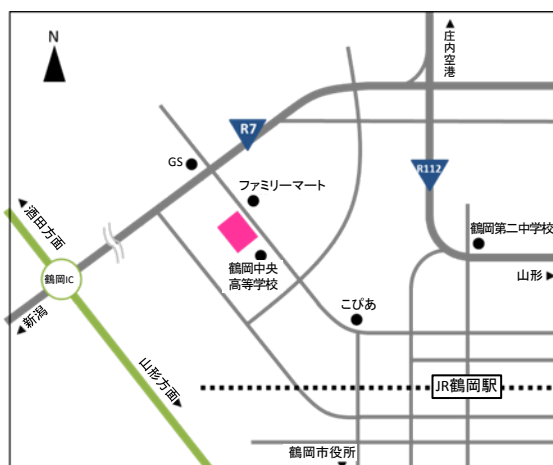 N
▲庄内空港
R7
GS
ファミリーマート
R112
▲酒田方面
鶴岡第二中学校
鶴岡中央
高等学校
山形▶
鶴岡IC
こぴあ
▲新潟
山形方面▶
JR鶴岡駅
鶴岡市役所
▼